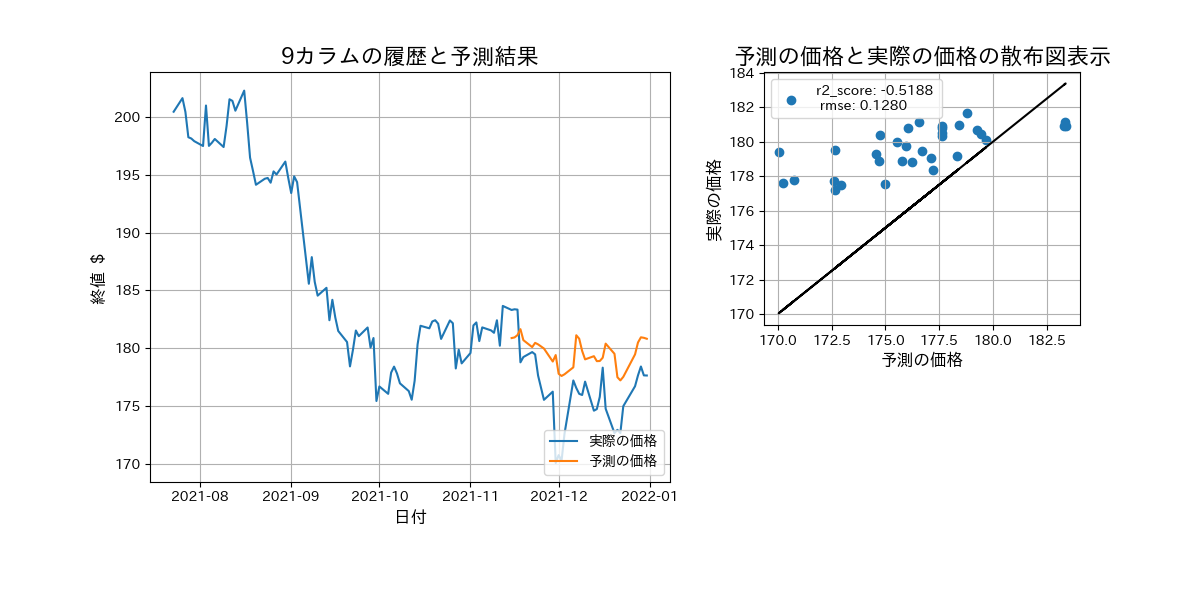 9カラムの履歴と予測結果
終値 $
200
195
190
185
180
175
170
2021-08
2021-09
2021-10
2021-11
2021-12
2022-01
日付
実際の価格
予測の価格
予測の価格と実際の価格の散布図表示
実際の価格
184
182
180
178
176
174
172
170
r2_score: -0.5188
rmse: 0.1280
170.0
172.5
175.0
177.5
180.0
182.5
予測の価格